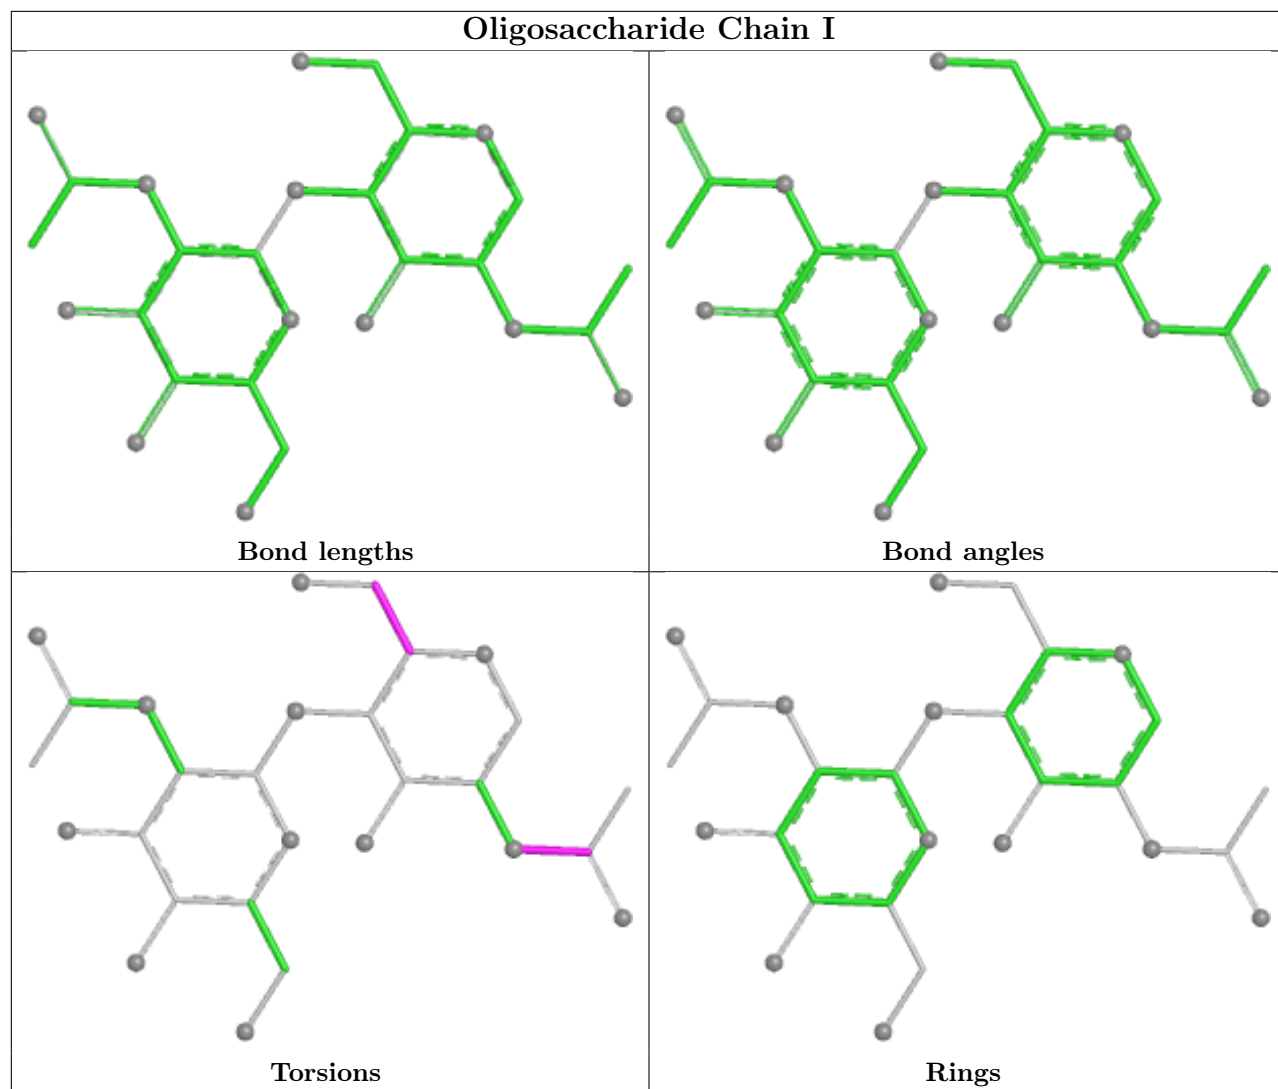 Oligosaccharide Chain I
Bond lengths
Bond angles
Torsions
Rings